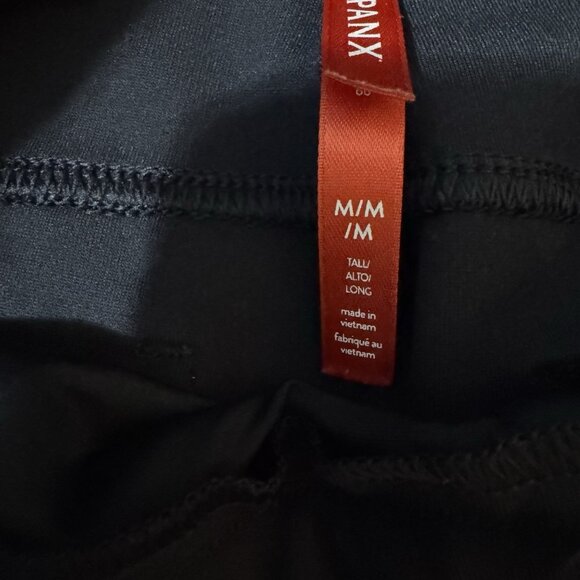 PANX
M/M
/M
TALL/
ALTO/
LONG
made in
vietnam
fabriqué au
vietnam